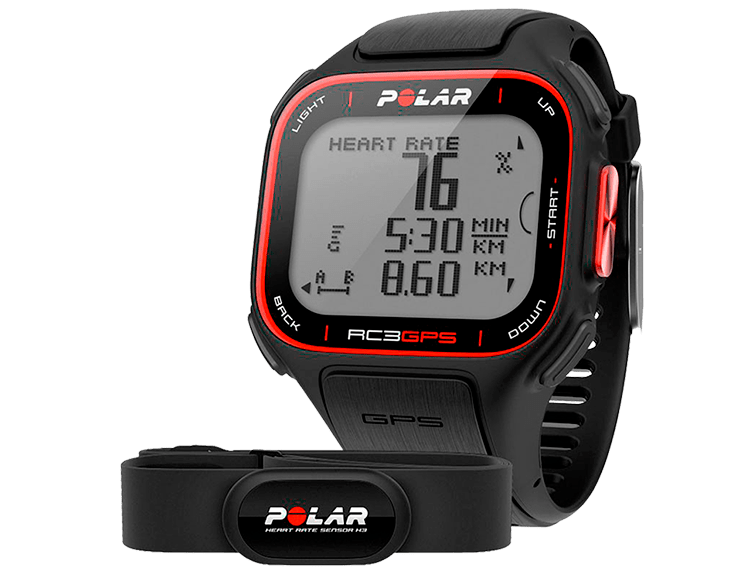 POLAR
LIGHT
UP
HEART RATE
76 %
5:30 MIN/KM
A B 8.60 KM
START
BACK
DOWN
RC3GPS
GPS
POLAR
HEART RATE SENSOR H3